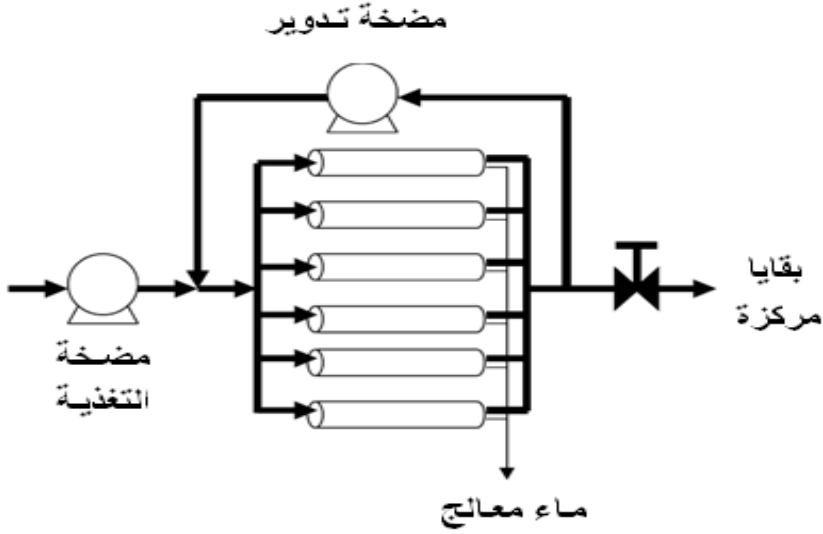 مضخة تدوير
بقايا
مركزة
مضخة
التغذية
ماء معالج